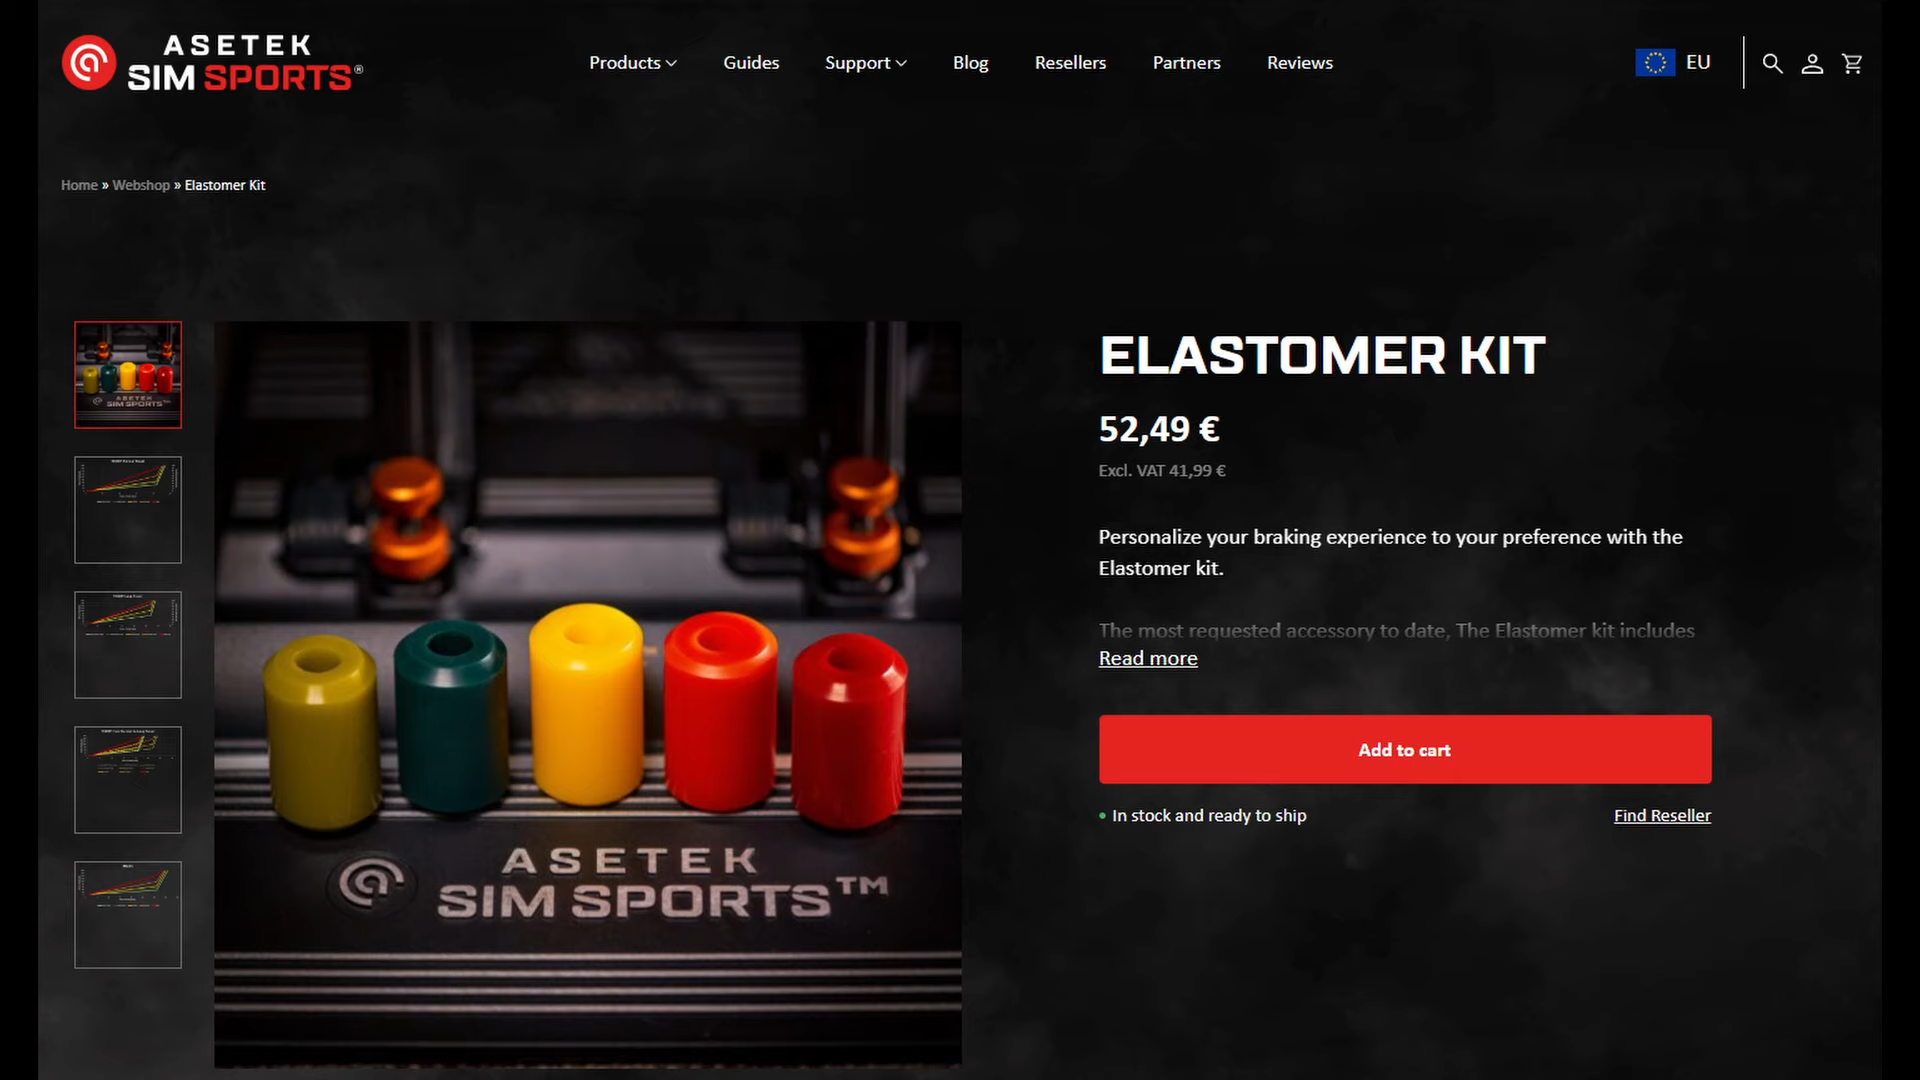 ASETEK
SIM SPORTS®
Products
Guides
Support
Blog
Resellers
Partners
Reviews
EU
Home » Webshop » Elastomer Kit
ELASTOMER KIT
52,49 €
Excl. VAT 41,99 €
Personalize your braking experience to your preference with the
Elastomer kit.
The most requested accessory to date, The Elastomer kit includes
Read more
Add to cart
In stock and ready to ship
Find Reseller
ASETEK
SIM SPORTS™
ASETEK
SIM SPORTS™